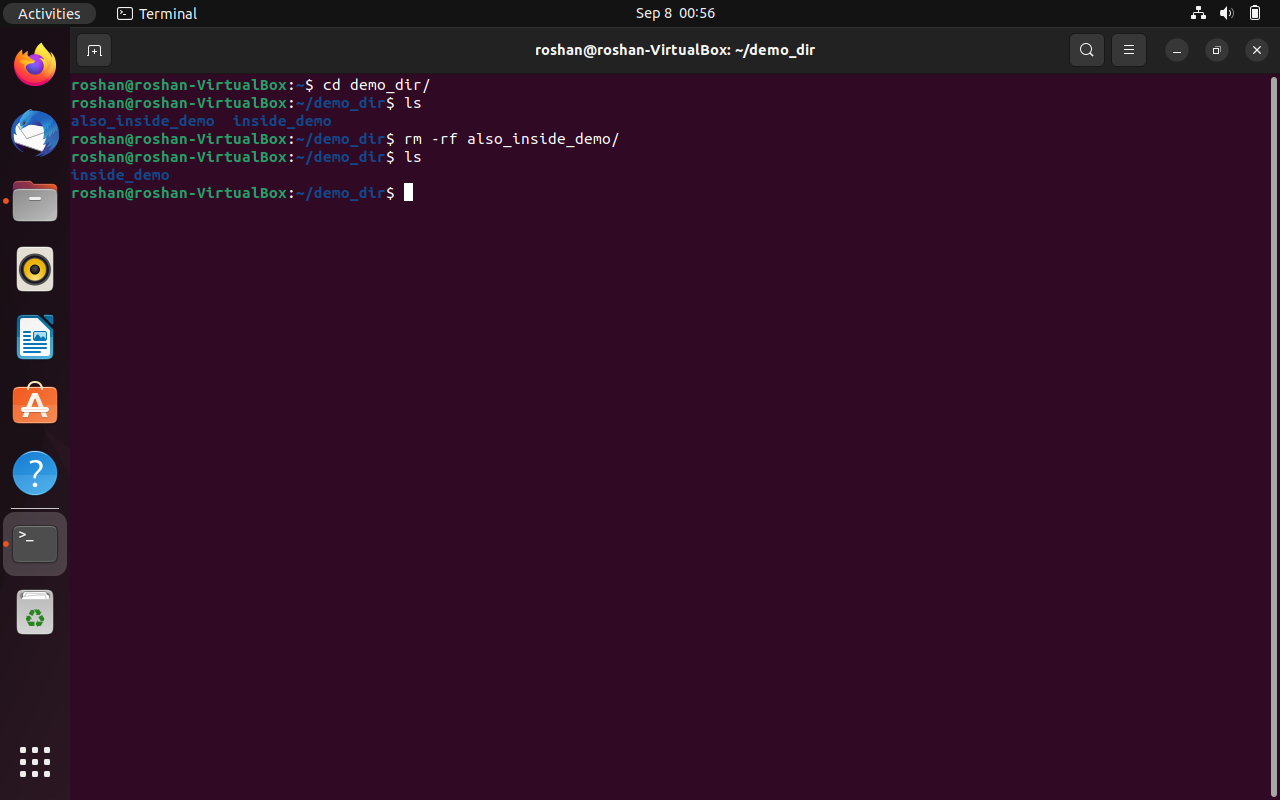 Activities Terminal Sep 8 00:56
roshan@roshan-VirtualBox: ~/demo_dir
roshan@roshan-VirtualBox:~$ cd demo_dir/
roshan@roshan-VirtualBox:~/demo_dir$ ls
also_inside_demo  inside_demo
roshan@roshan-VirtualBox:~/demo_dir$ rm -rf also_inside_demo/
roshan@roshan-VirtualBox:~/demo_dir$ ls
inside_demo
roshan@roshan-VirtualBox:~/demo_dir$